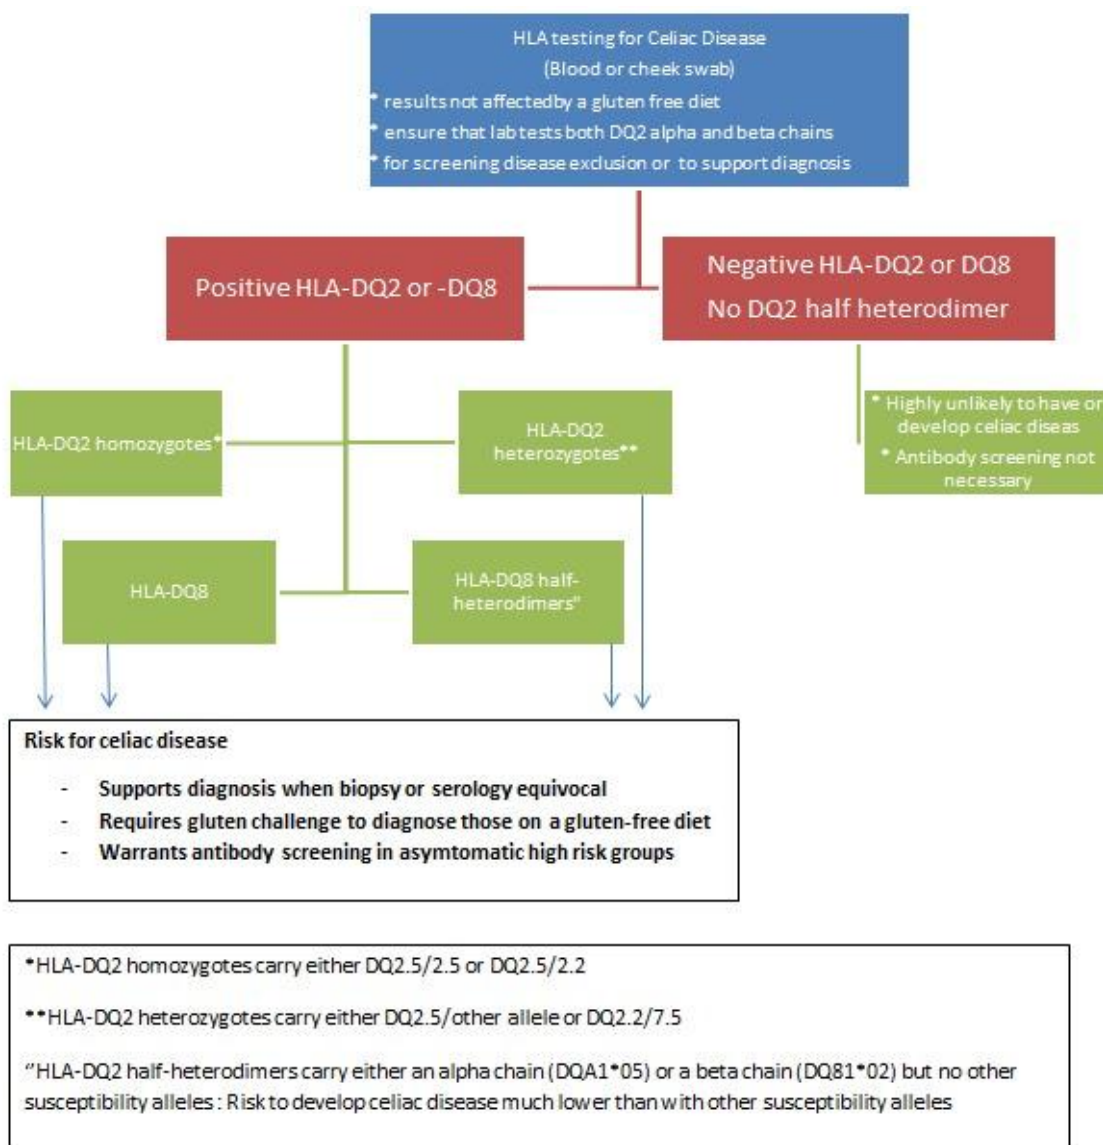 HLA testing for Celiac Disease
(Blood or cheek swab)
* results not affectedby a gluten free diet
* ensure that lab tests both DQ2 alpha and beta chains
* for screening disease exclusion or to support diagnosis
Positive HLA-DQ2 or -DQ8
Negative HLA-DQ2 or DQ8
No DQ2 half heterodimer
HLA-DQ2 homozygotes*
HLA-DQ2
heterozygotes**
* Highly unlikely to have or
develop celiac diseas
* Antibody screening not
necessary
HLA-DQ8
HLA-DQ8 half-
heterodimers"
Risk for celiac disease
- Supports diagnosis when biopsy or serology equivocal
- Requires gluten challenge to diagnose those on a gluten-free diet
- Warrants antibody screening in asymtomatic high risk groups
*HLA-DQ2 homozygotes carry either DQ2.5/2.5 or DQ2.5/2.2
**HLA-DQ2 heterozygotes carry either DQ2.5/other allele or DQ2.2/7.5
"HLA-DQ2 half-heterodimers carry either an alpha chain (DQA1*05) or a beta chain (DQ81*02) but no other
susceptibility alleles : Risk to develop celiac disease much lower than with other susceptibility alleles